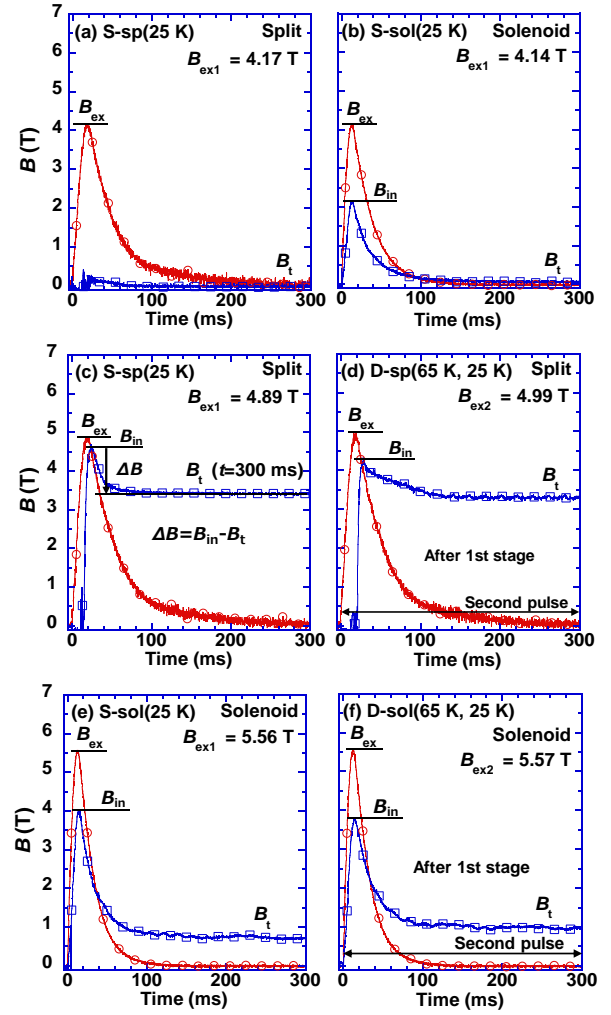 (a) S-sp(25 K) Split
B_ex1 = 4.17 T
B_ex
B_t
B (T)
7
6
5
4
3
2
1
0
0 100 200 300
Time (ms)
(b) S-sol(25 K) Solenoid
B_ex1 = 4.14 T
B_ex
B_in
B_t
0 100 200 300
Time (ms)
(c) S-sp(25 K) Split
B_ex1 = 4.89 T
B_ex
B_in
ΔB
B_t (t=300 ms)
ΔB=B_in-B_t
B (T)
7
6
5
4
3
2
1
0
0 100 200 300
Time (ms)
(d) D-sp(65 K, 25 K) Split
B_ex2 = 4.99 T
B_ex
B_in
B_t
After 1st stage
Second pulse
0 100 200 300
Time (ms)
(e) S-sol(25 K) Solenoid
B_ex1 = 5.56 T
B_ex
B_in
B_t
B (T)
7
6
5
4
3
2
1
0
0 100 200 300
Time (ms)
(f) D-sol(65 K, 25 K)
Solenoid
B_ex2 = 5.57 T
B_ex
B_in
After 1st stage
B_t
Second pulse
0 100 200 300
Time (ms)